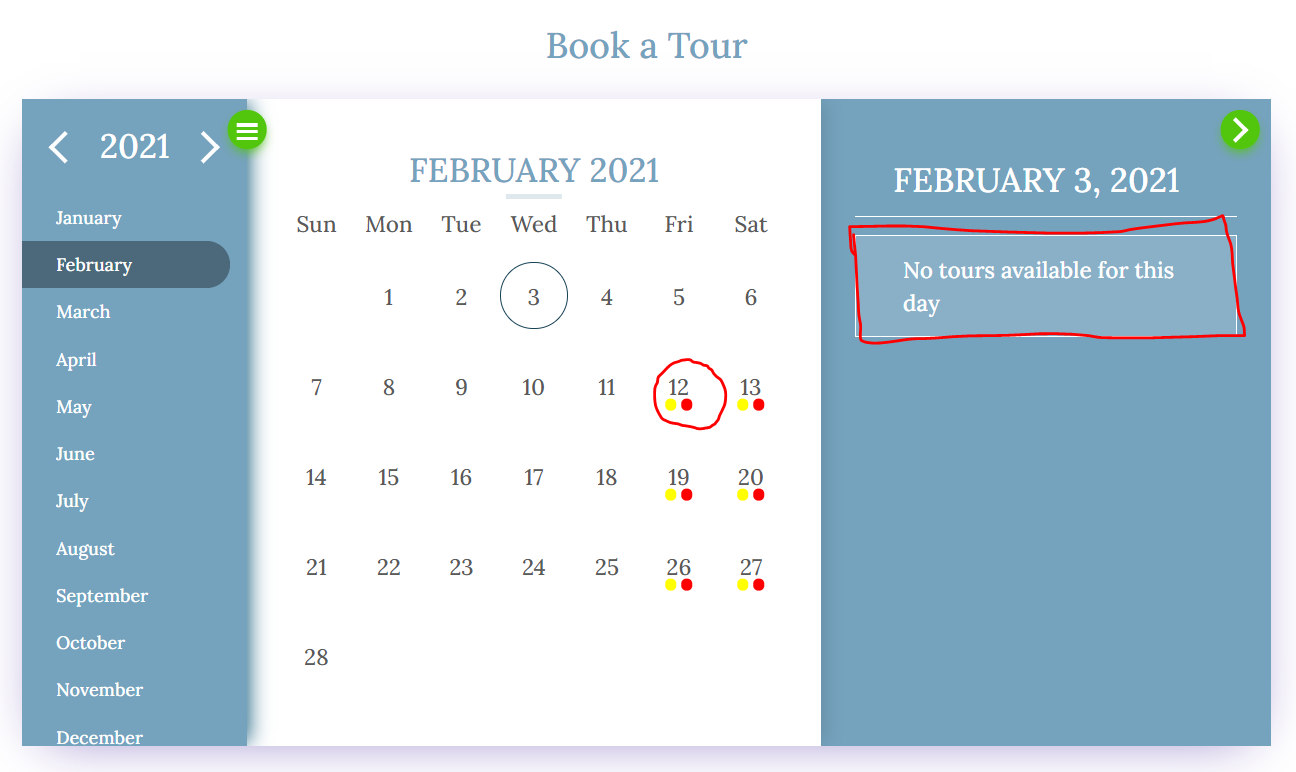 Book a Tour
2021
January
February
March
April
May
June
July
August
September
October
November
December
FEBRUARY 2021
Sun Mon Tue Wed Thu Fri Sat
1 2 3 4 5 6
7 8 9 10 11 12 13
14 15 16 17 18 19 20
21 22 23 24 25 26 27
28
FEBRUARY 3, 2021
No tours available for this
day